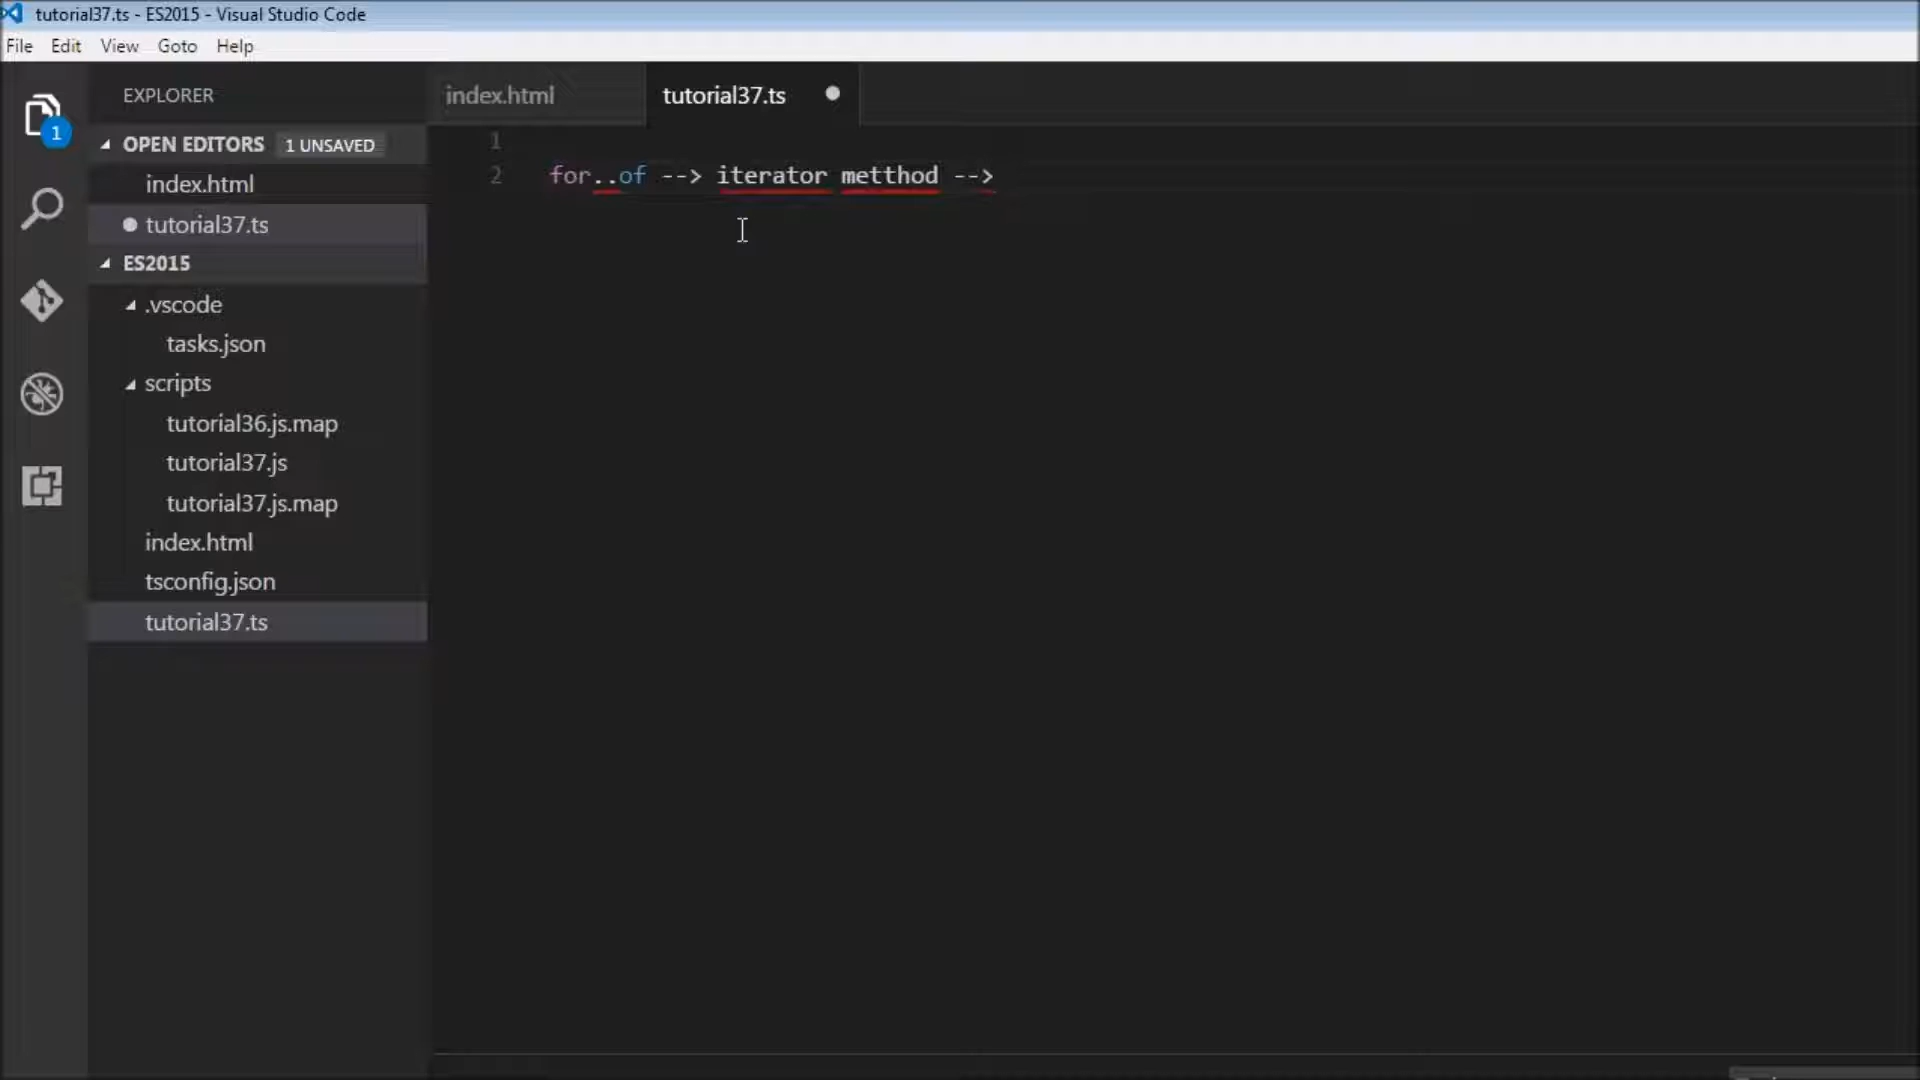 tutorial37.ts - ES2015 - Visual Studio Code
File Edit View Goto Help
EXPLORER
index.html
tutorial37.ts
1
OPEN EDITORS 1 UNSAVED
index.html
tutorial37.ts
ES2015
.vscode
tasks.json
scripts
tutorial36.js.map
tutorial37.js
tutorial37.js.map
index.html
tsconfig.json
tutorial37.ts
1
2 for..of --> iterator metthod -->